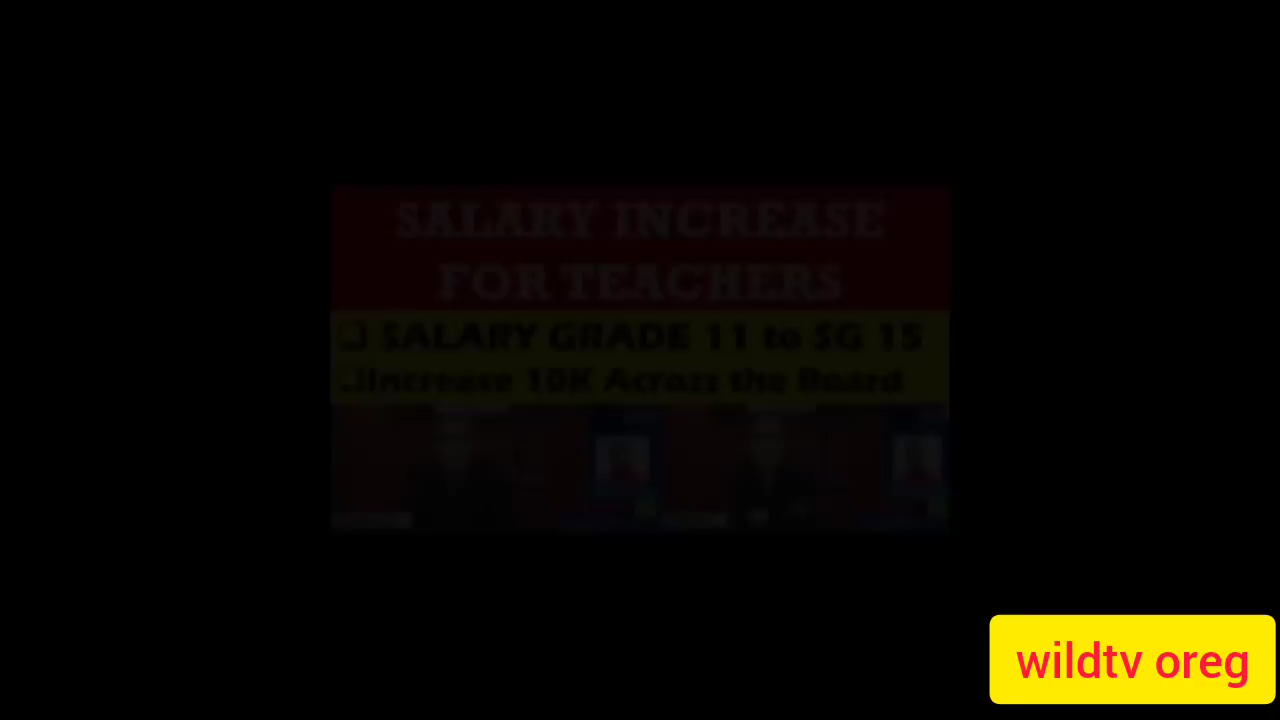 SALARY INCREASE
FOR TEACHERS
❑ SALARY GRADE 11 to SG 15
❑Increase 10K Across the Board
wildtv oreg